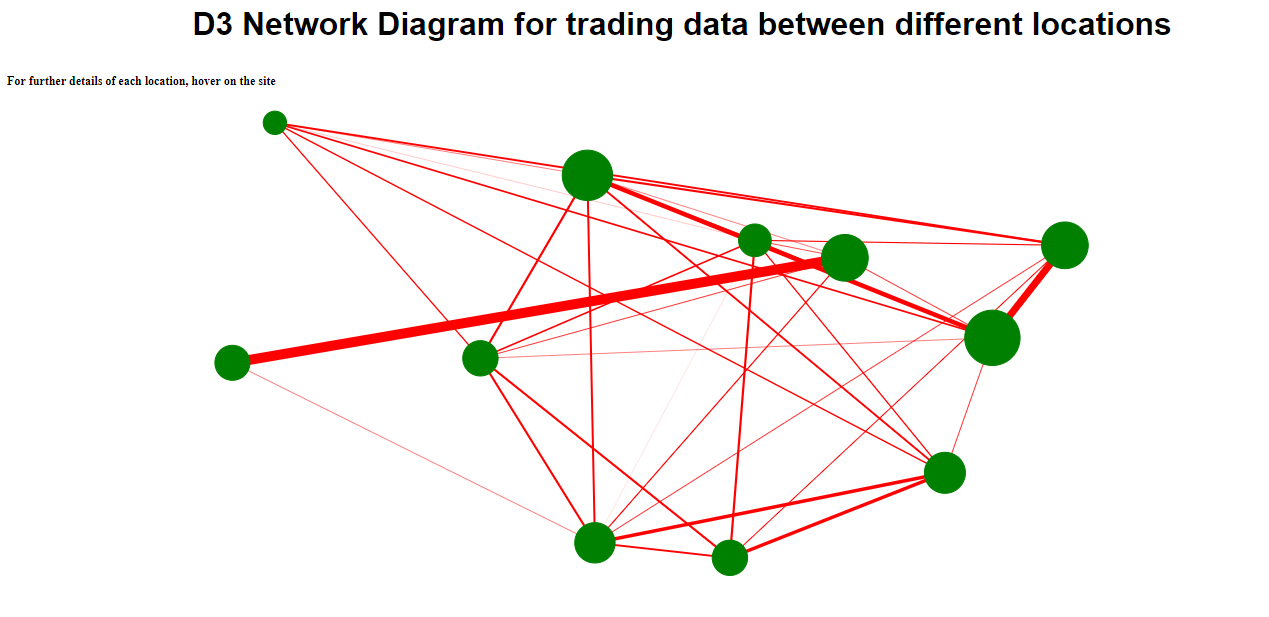 D3 Network Diagram for trading data between different locations
For further details of each location, hover on the site